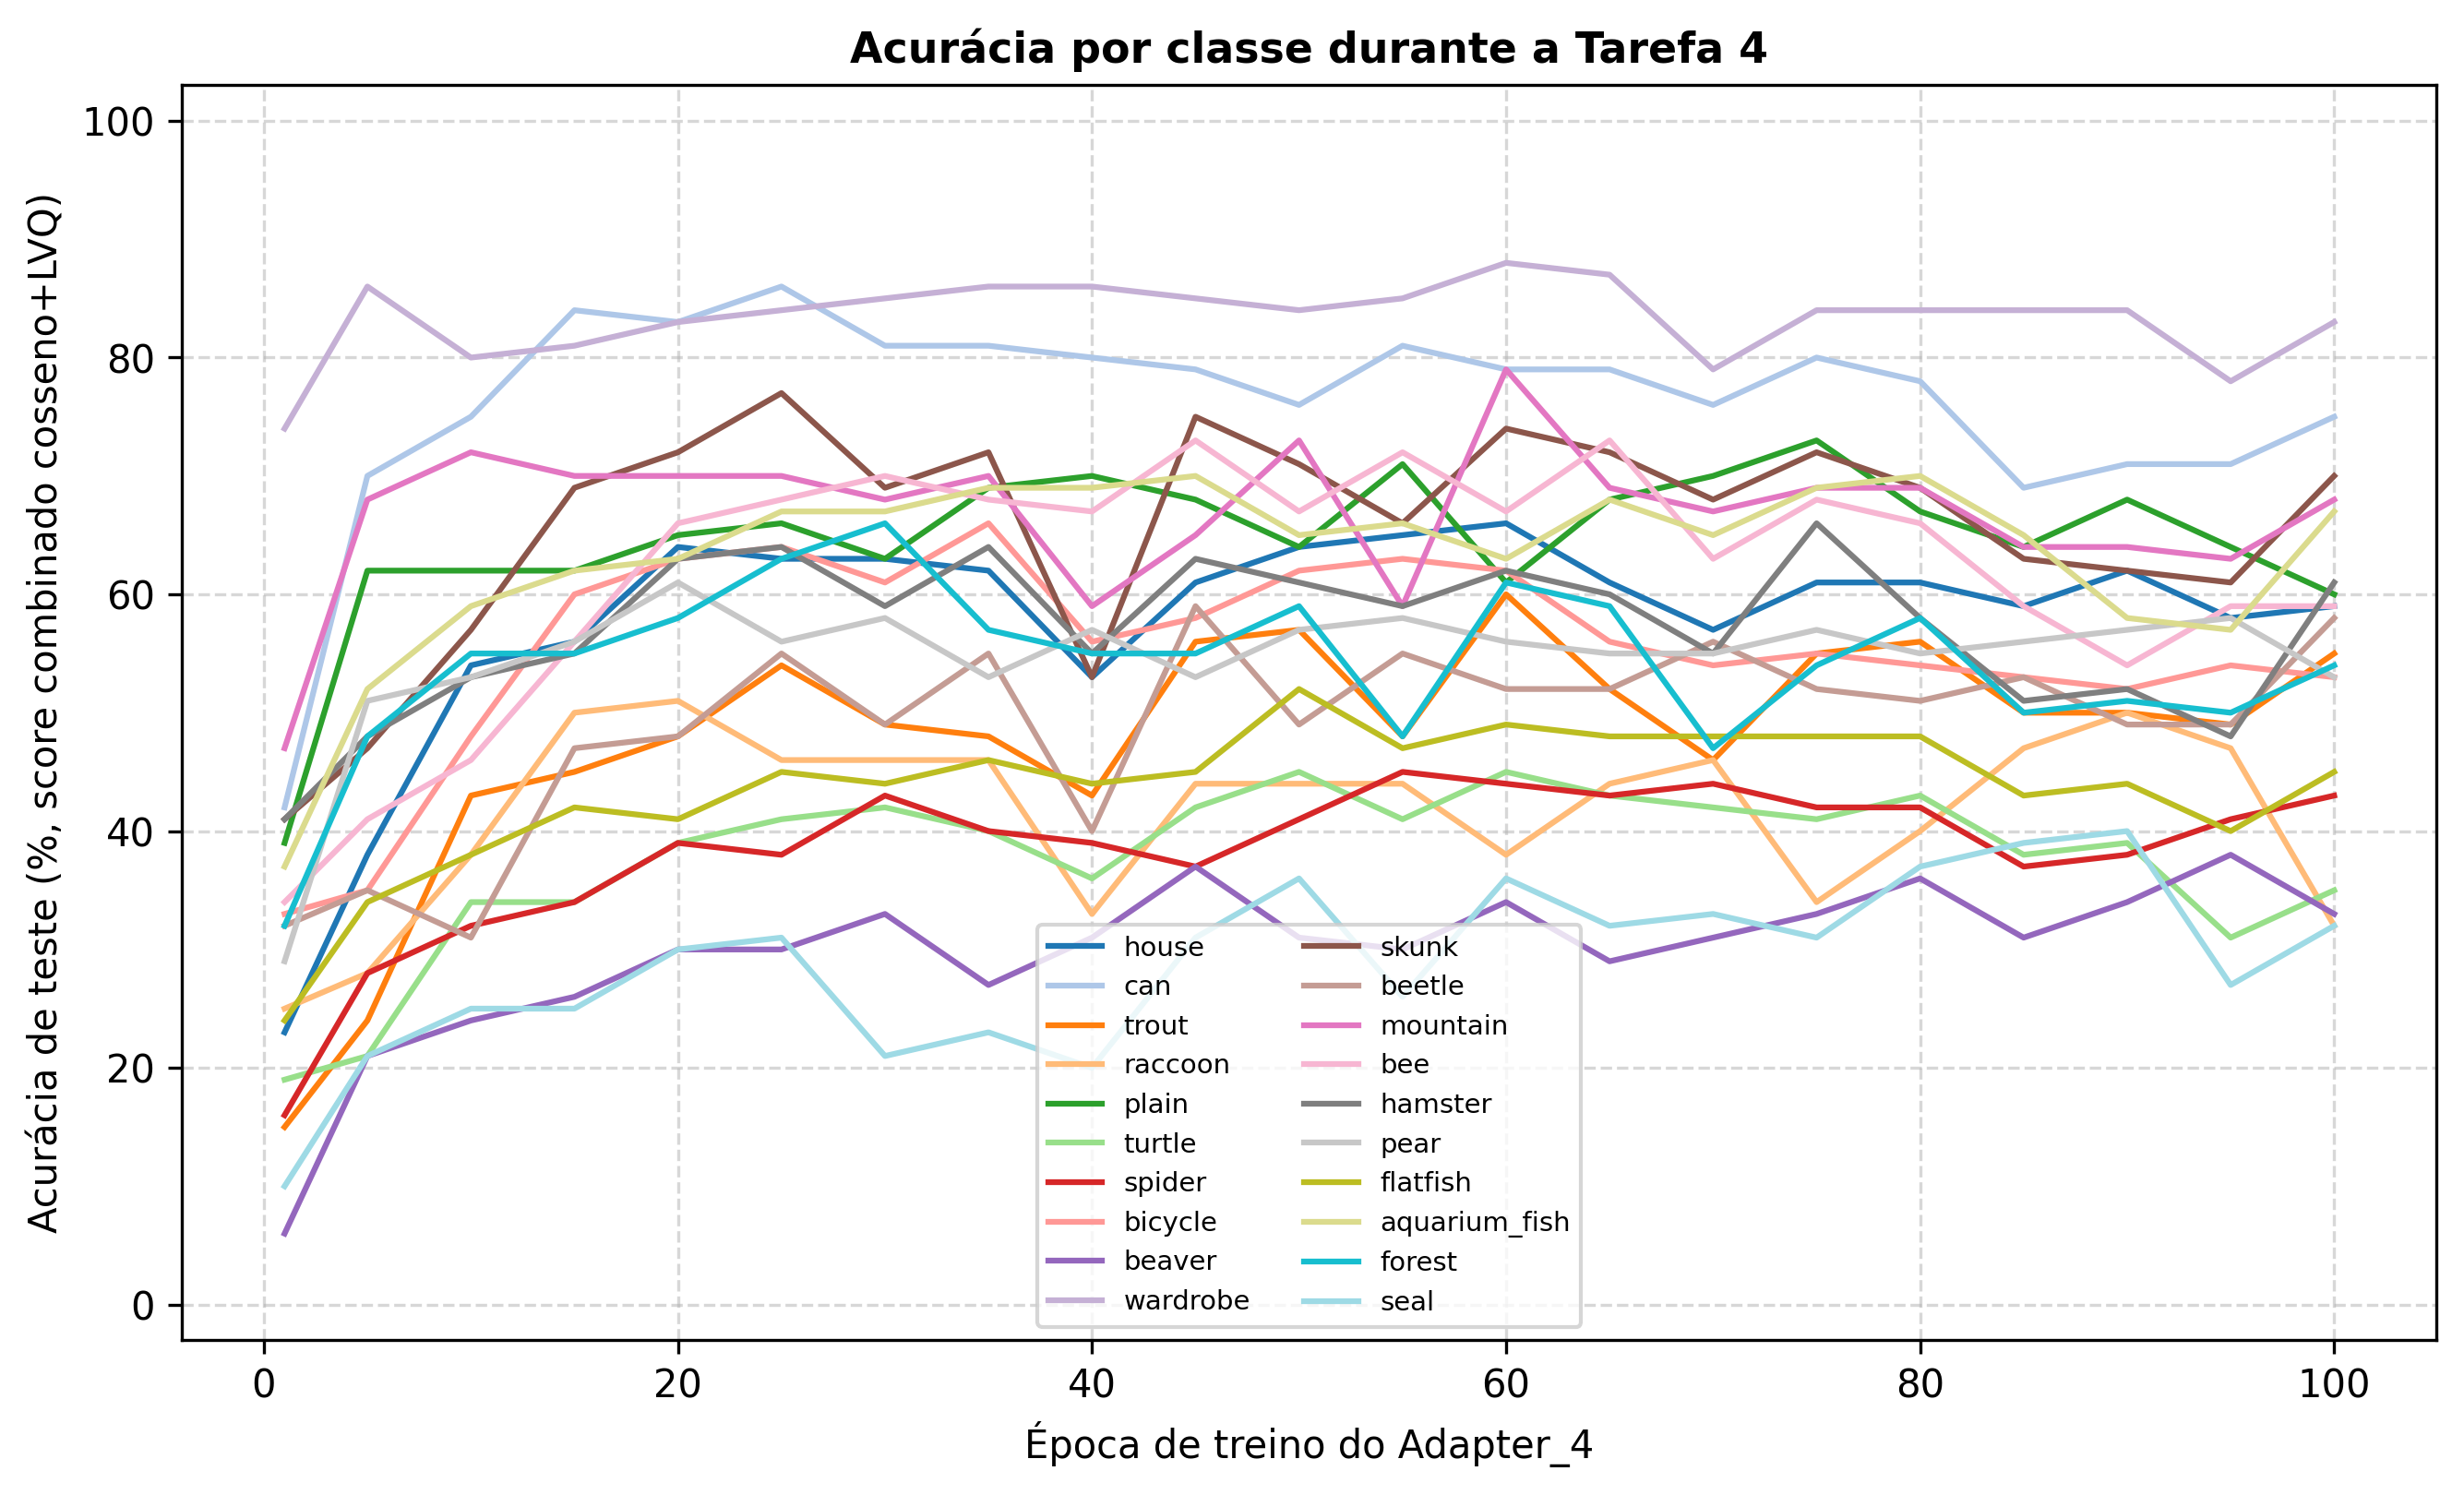 Acurácia por classe durante a Tarefa 4
Acurácia de teste (%, score combinado cosseno+LVQ)
100
80
60
40
20
0
0
20
40
60
80
100
Época de treino do Adapter_4
house
can
trout
raccoon
plain
turtle
spider
bicycle
beaver
wardrobe
skunk
beetle
mountain
bee
hamster
pear
flatfish
aquarium_fish
forest
seal